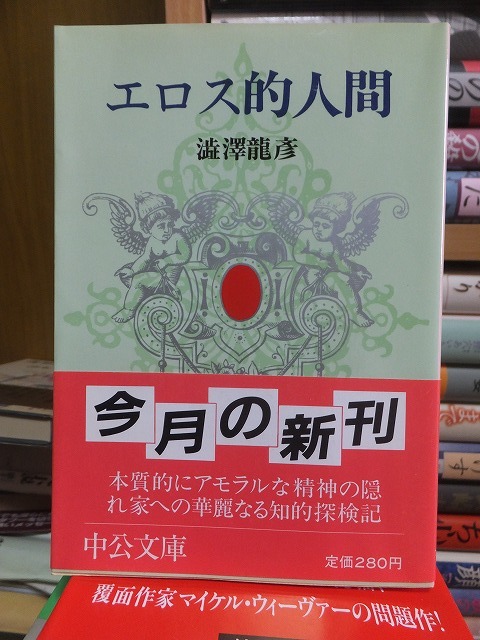 エロス的人間
澁澤龍彦
今月の新刊
本質的にアモラルな精神の隠
れ家への華麗なる知的探検記
中公文庫
定価280円
覆面作家マイケル・ウィーヴァーの問題作!